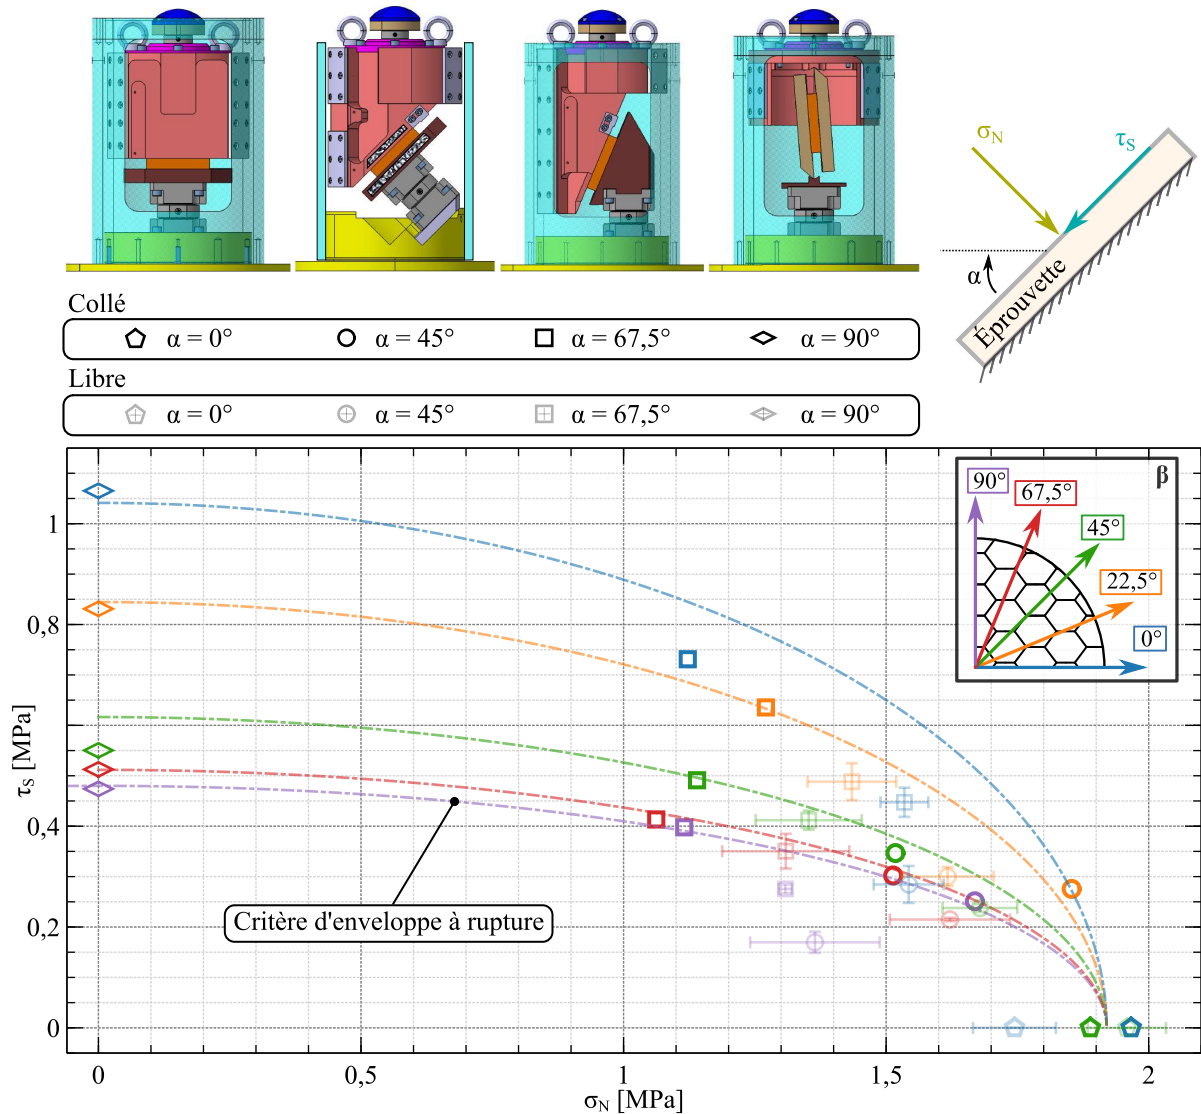 σN
τS
α
Éprouvette
Collé
α = 0° α = 45° α = 67,5° α = 90°
Libre
α = 0° α = 45° α = 67,5° α = 90°
β
90°
67,5°
45°
22,5°
0°
1
0,8
0,6
0,4
0,2
0
τS [MPa]
Critère d'enveloppe à rupture
0 0,5 1 1,5 2
σN [MPa]